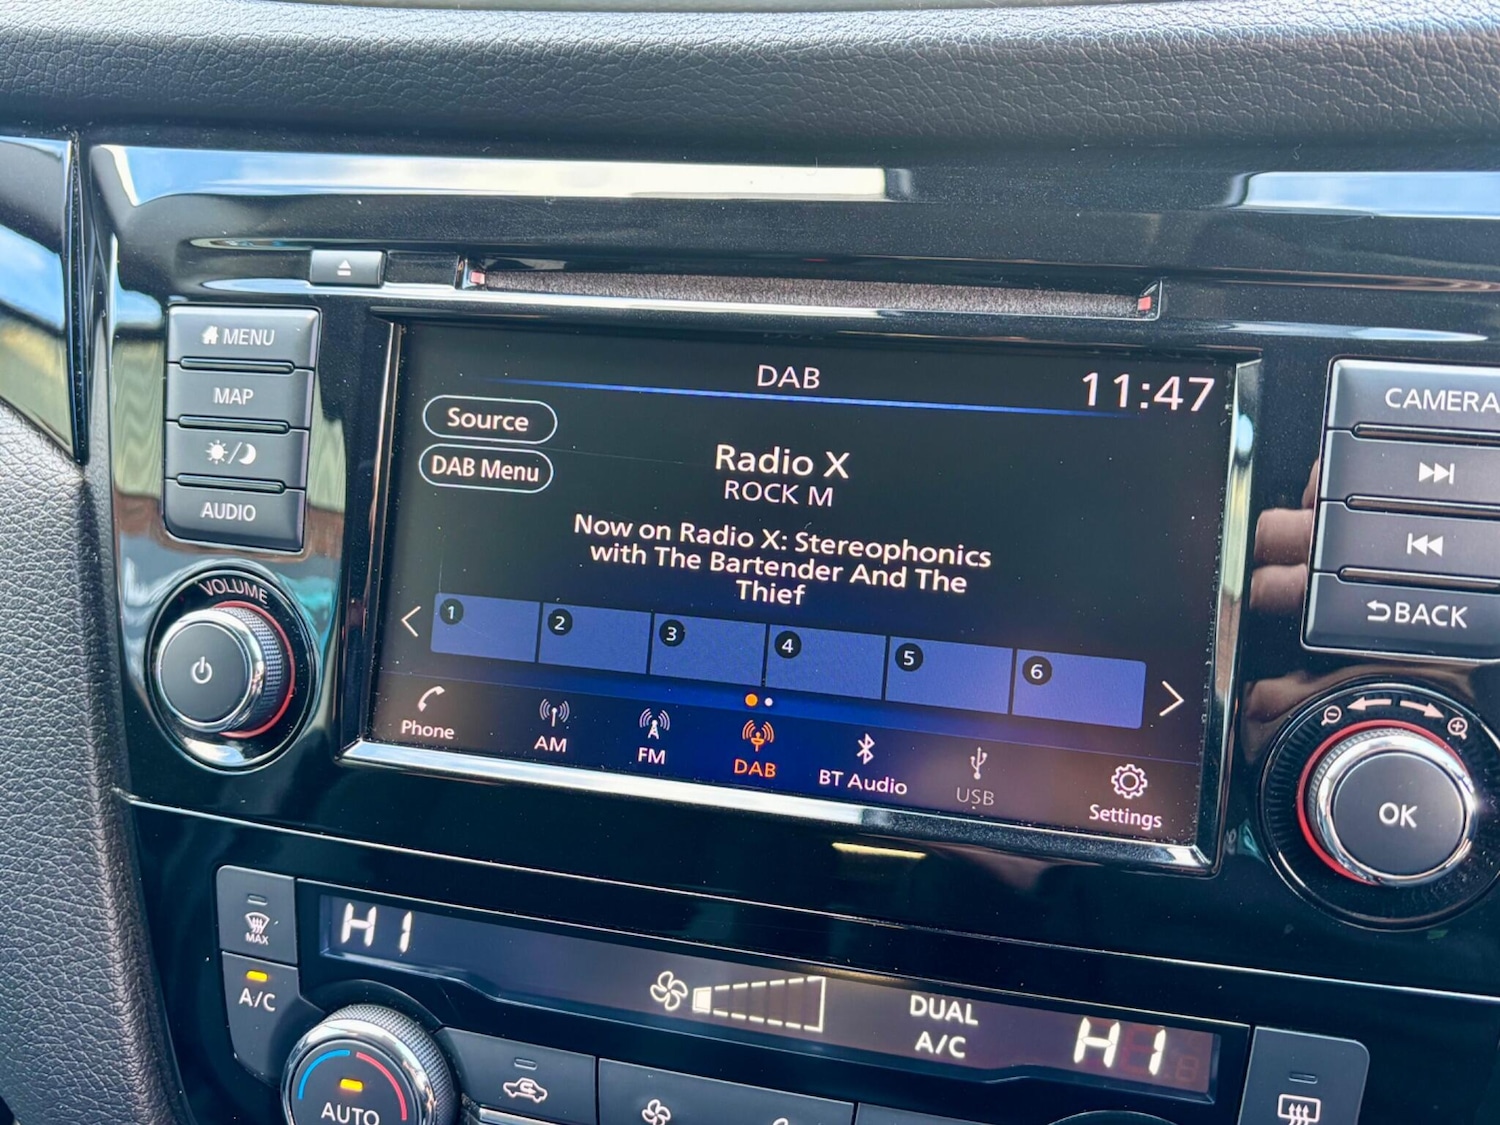 MENU
MAP
AUDIO
VOLUME
DAB
11:47
Source
DAB Menu
Radio X
ROCK M
Now on Radio X: Stereophonics
with The Bartender And The
Thief
1 2 3 4 5 6
Phone
AM
FM
DAB
BT Audio
USB
Settings
CAMERA
BACK
OK
MAX
A/C
HI
DUAL
A/C
HI
AUTO